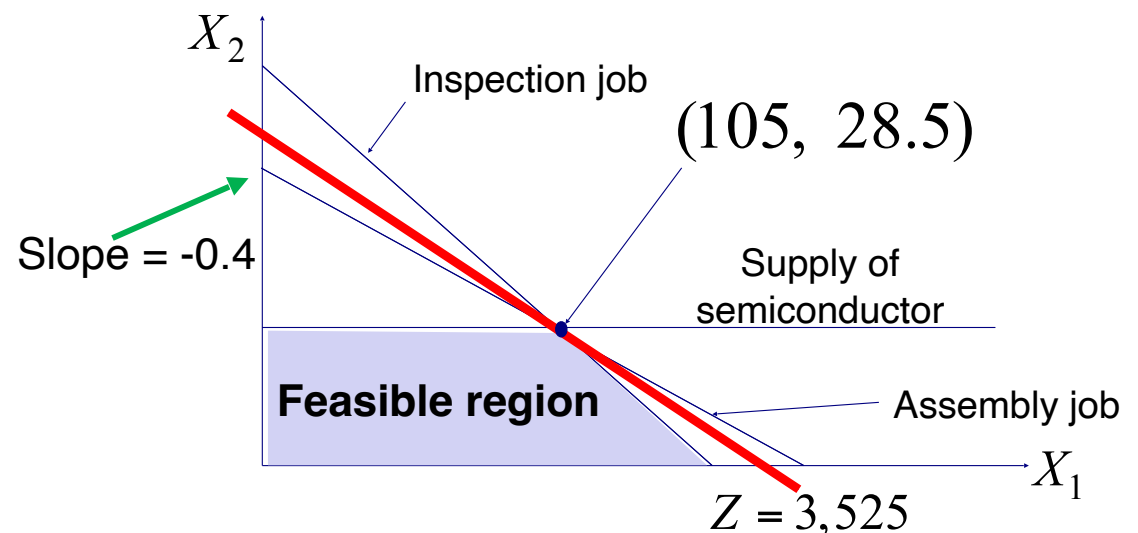 X₂
Inspection job
(105, 28.5)
Slope = -0.4
Supply of
semiconductor
Feasible region
Assembly job
X₁
Z = 3,525